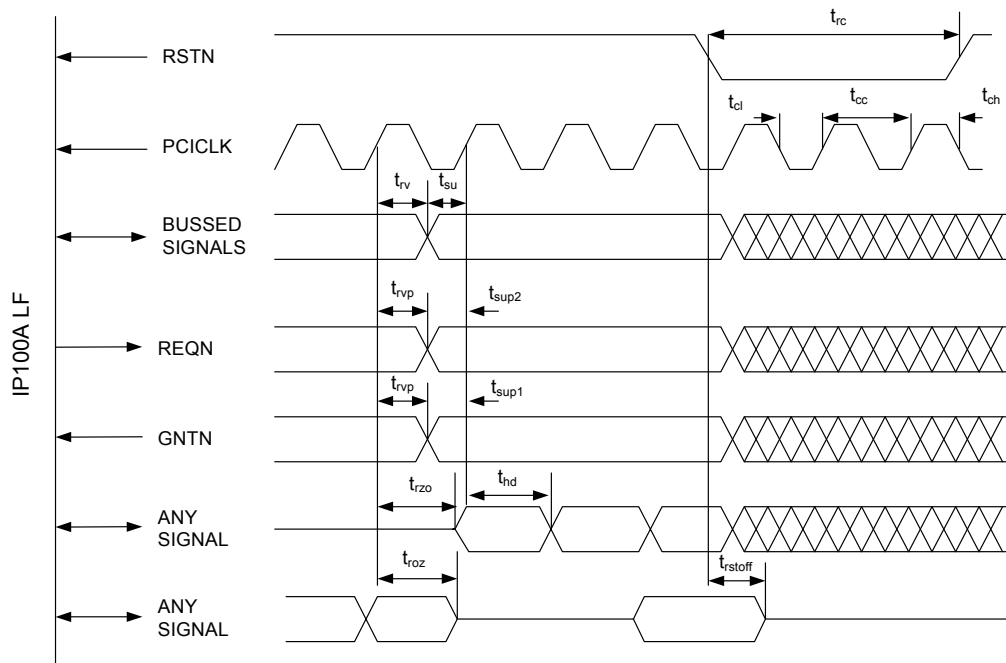 t_rc
RSTN
t_cl
t_cc
t_ch
PCICLK
t_rv
t_su
BUSSED
SIGNALS
t_rvp
t_sup2
REQN
t_rvp
t_sup1
GNTN
t_rzo
t_hd
ANY
SIGNAL
t_roz
t_rstoff
ANY
SIGNAL
IP100A LF